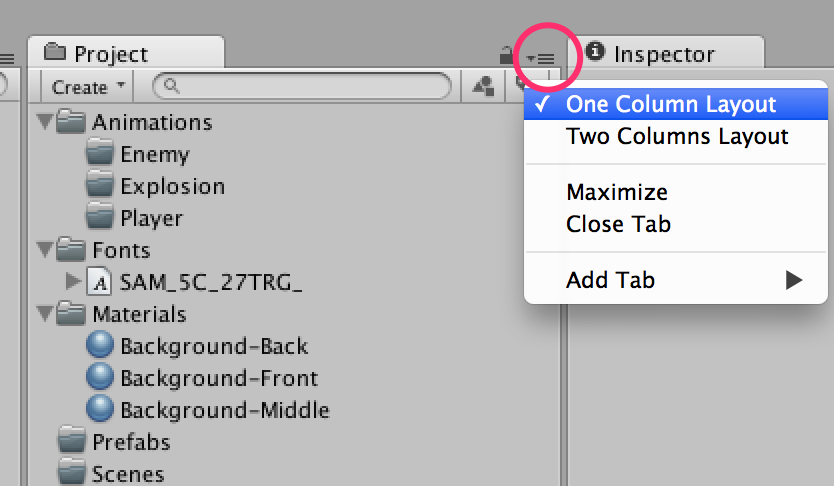 Project
Inspector
Create
One Column Layout
Two Columns Layout
Maximize
Close Tab
Add Tab
Animations
Enemy
Explosion
Player
Fonts
A SAM_5C_27TRG_
Materials
Background-Back
Background-Front
Background-Middle
Prefabs
Scenes